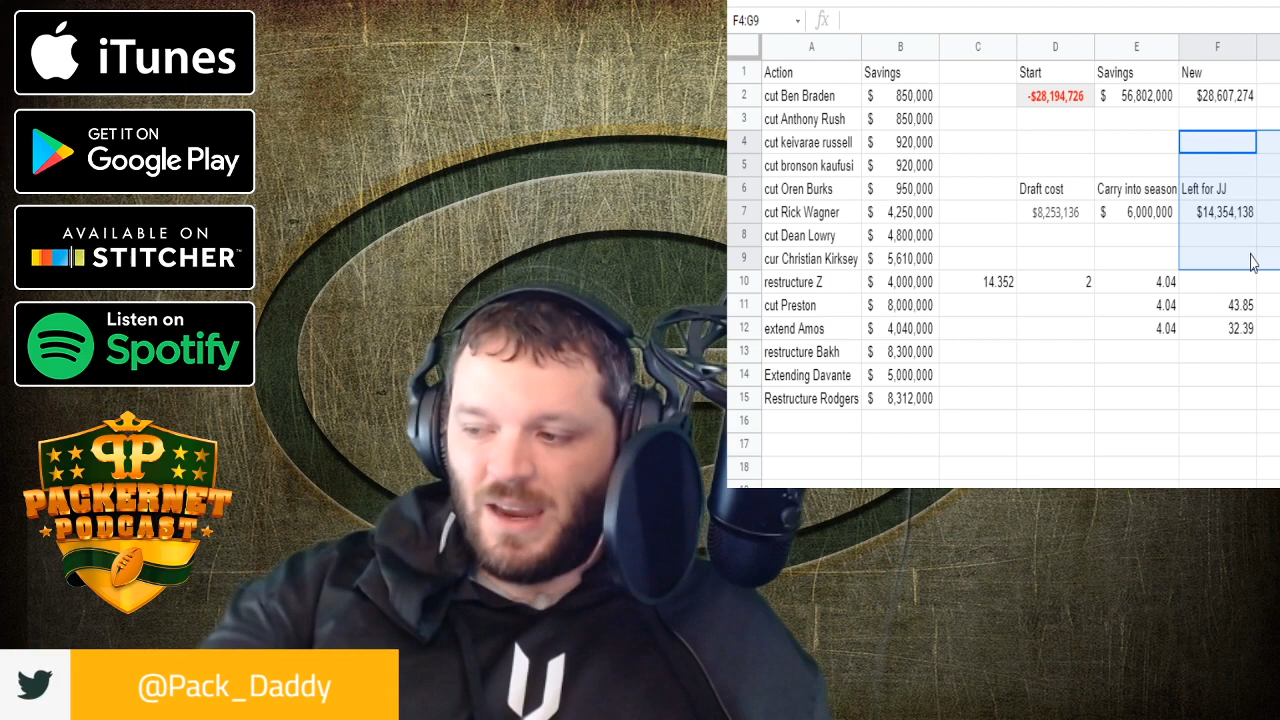 iTunes
GET IT ON
Google Play
AVAILABLE ON
STITCHER
Listen on
Spotify
PP
PACKERNET
PODCAST
@Pack_Daddy
F4:G9 fx
A B C D E F
1 Action Savings Start Savings New
2 cut Ben Braden $ 850,000 -$28,194,726 $ 56,802,000 $28,607,274
3 cut Anthony Rush $ 850,000
4 cut keivarae russell $ 920,000
5 cut bronson kaufusi $ 920,000
6 cut Oren Burks $ 950,000 Draft cost Carry into season Left for JJ
7 cut Rick Wagner $ 4,250,000 $8,253,136 $ 6,000,000 $14,354,138
8 cut Dean Lowry $ 4,800,000
9 cur Christian Kirksey $ 5,610,000
10 restructure Z $ 4,000,000 14.352 2 4.04
11 cut Preston $ 8,000,000 4.04 43.85
12 extend Amos $ 4,040,000 4.04 32.39
13 restructure Bakh $ 8,300,000
14 Extending Davante $ 5,000,000
15 Restructure Rodgers $ 8,312,000
16
17
18